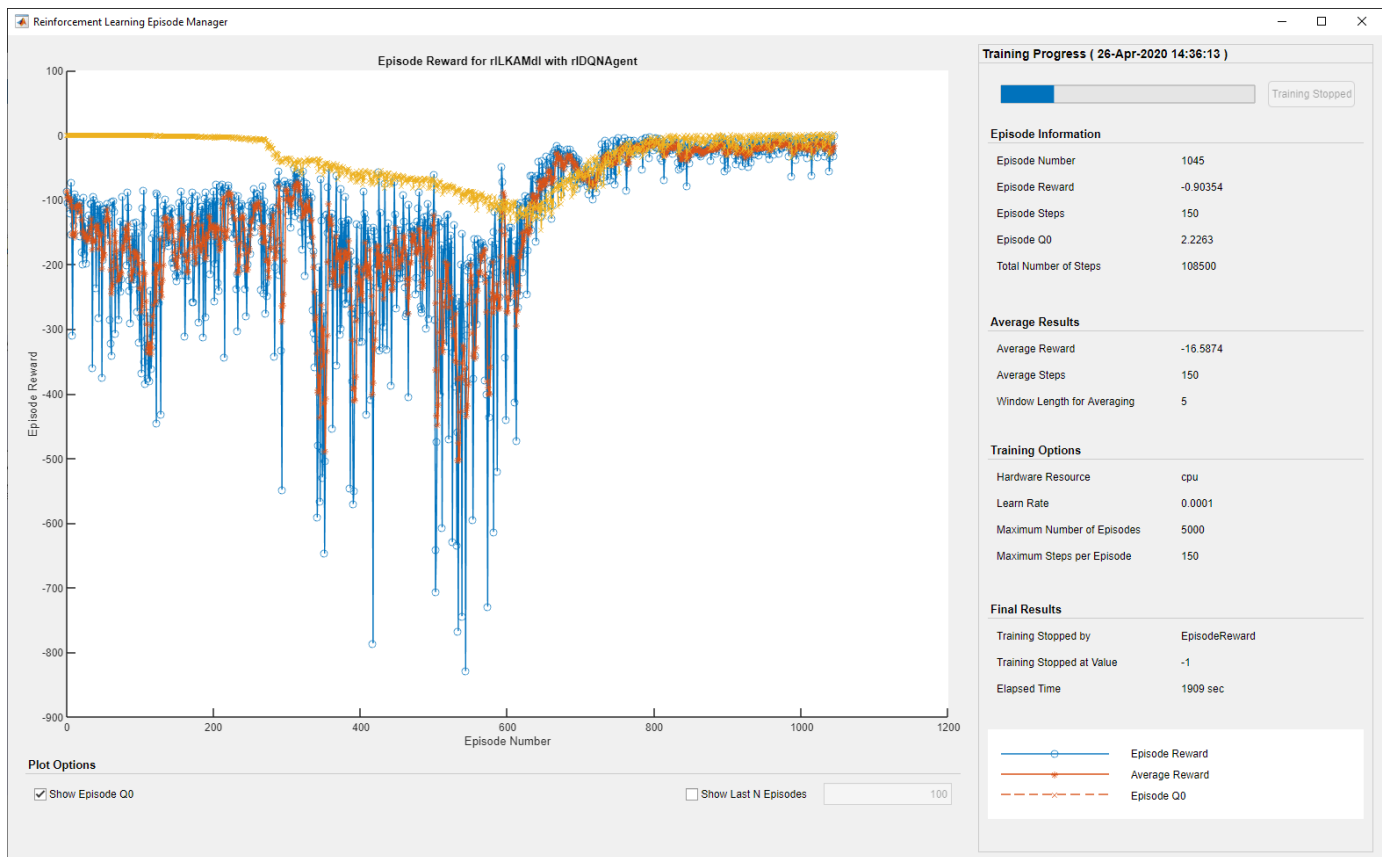 Reinforcement Learning Episode Manager
Episode Reward for rlLKAMdl with rlDQNAgent
100
0
-100
-200
-300
-400
-500
-600
-700
-800
-900
Episode Reward
0
200
400
600
800
1000
1200
Episode Number
Plot Options
Show Episode Q0
Show Last N Episodes
100
Training Progress ( 26-Apr-2020 14:36:13 )
Training Stopped
Episode Information
Episode Number 1045
Episode Reward -0.90354
Episode Steps 150
Episode Q0 2.2263
Total Number of Steps 108500
Average Results
Average Reward -16.5874
Average Steps 150
Window Length for Averaging 5
Training Options
Hardware Resource cpu
Learn Rate 0.0001
Maximum Number of Episodes 5000
Maximum Steps per Episode 150
Final Results
Training Stopped by EpisodeReward
Training Stopped at Value -1
Elapsed Time 1909 sec
Episode Reward
Average Reward
Episode Q0